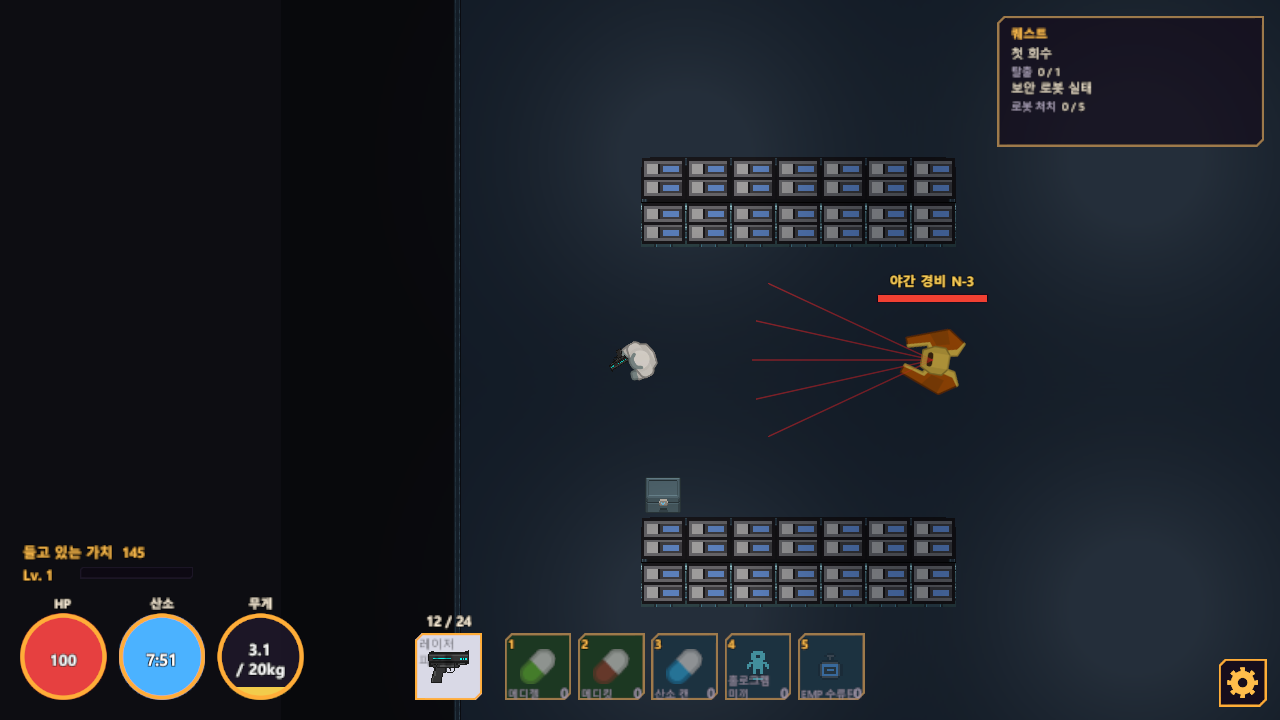 퀘스트
첫 회수
탈출 0/1
보안 로봇 실태
로봇 처치 0/5
야간 경비 N-3
들고 있는 가치 145
Lv. 1
HP
산소
무게
100
7:51
3.1
/ 20kg
12 / 24
레이저
1
메디젤 0
2
메디킷 0
3
산소 캔 0
4
홀로그램
미끼 0
5
EMP 수류탄 0